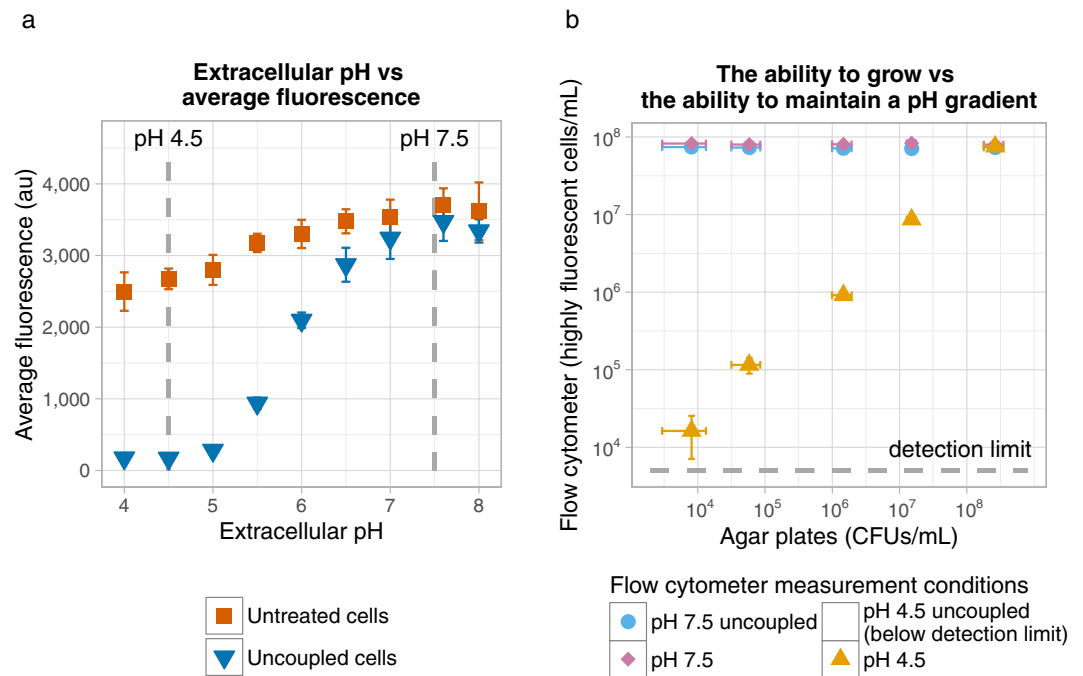 a
Extracellular pH vs
average fluorescence
pH 4.5
pH 7.5
Average fluorescence (au)
4,000
3,000
2,000
1,000
0
4
5
6
7
8
Extracellular pH
Untreated cells
Uncoupled cells
b
The ability to grow vs
the ability to maintain a pH gradient
Flow cytometer (highly fluorescent cells/mL)
10⁸
10⁷
10⁶
10⁵
10⁴
detection limit
10⁴
10⁵
10⁶
10⁷
10⁸
Agar plates (CFUs/mL)
Flow cytometer measurement conditions
pH 7.5 uncoupled
pH 7.5
pH 4.5 uncoupled
(below detection limit)
pH 4.5